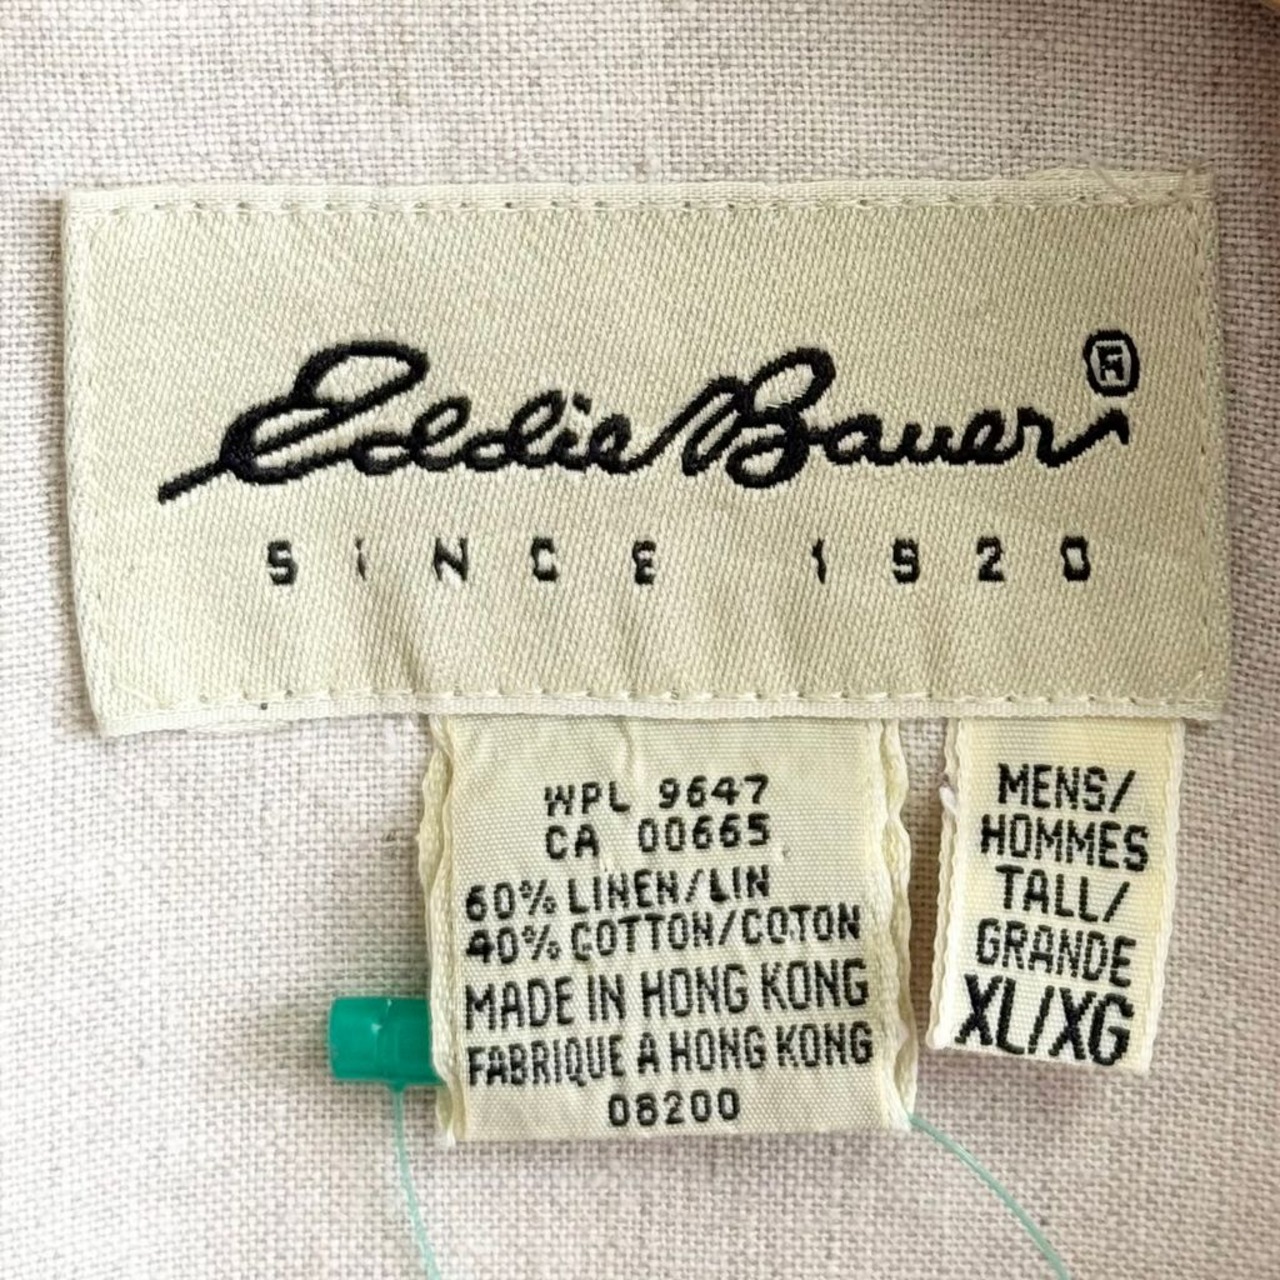 Eddie Bauer®
SINCE 1920
WPL 9647
CA 00665
60% LINEN/LIN
40% COTTON/COTON
MADE IN HONG KONG
FABRIQUE A HONG KONG
08200
MENS/
HOMMES
TALL/
GRANDE
XL/XG